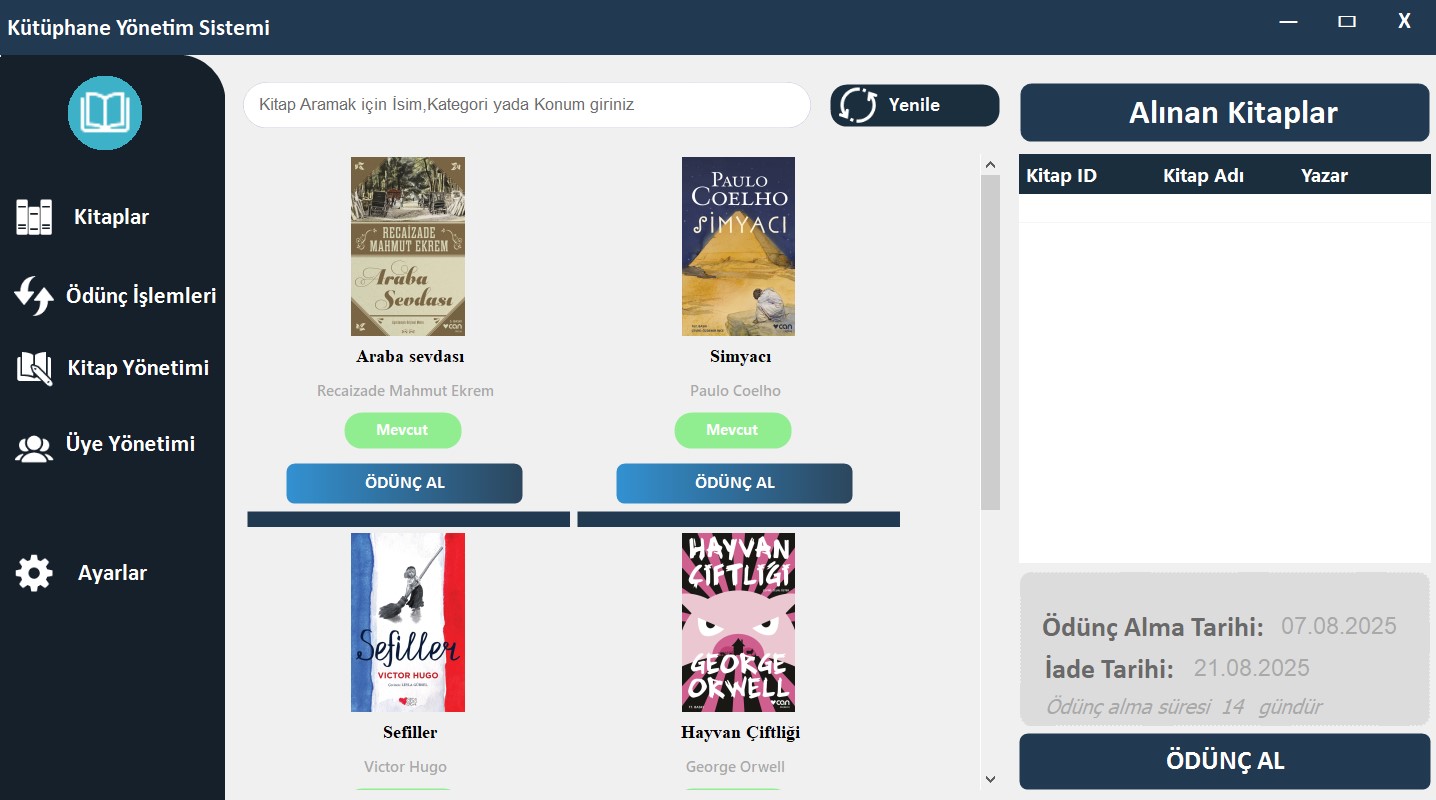 Kütüphane Yönetim Sistemi
X
Kitaplar
Ödünç İşlemleri
Kitap Yönetimi
Üye Yönetimi
Ayarlar
Kitap Aramak için İsim,Kategori yada Konum giriniz
Yenile
RECAİZADE
MAHMUT EKREM
Araba
Sevdası
can
Araba sevdası
Recaizade Mahmut Ekrem
Mevcut
ÖDÜNÇ AL
PAULO
COELHO
SİMYACI
can
Simyacı
Paulo Coelho
Mevcut
ÖDÜNÇ AL
Sefiller
VICTOR HUGO
Sefiller
Victor Hugo
HAYVAN
ÇİFTLİĞİ
GEORGE
ORWELL
can
Hayvan Çiftliği
George Orwell
Alınan Kitaplar
Kitap ID Kitap Adı Yazar
Ödünç Alma Tarihi: 07.08.2025
İade Tarihi: 21.08.2025
Ödünç alma süresi 14 gündür
ÖDÜNÇ AL